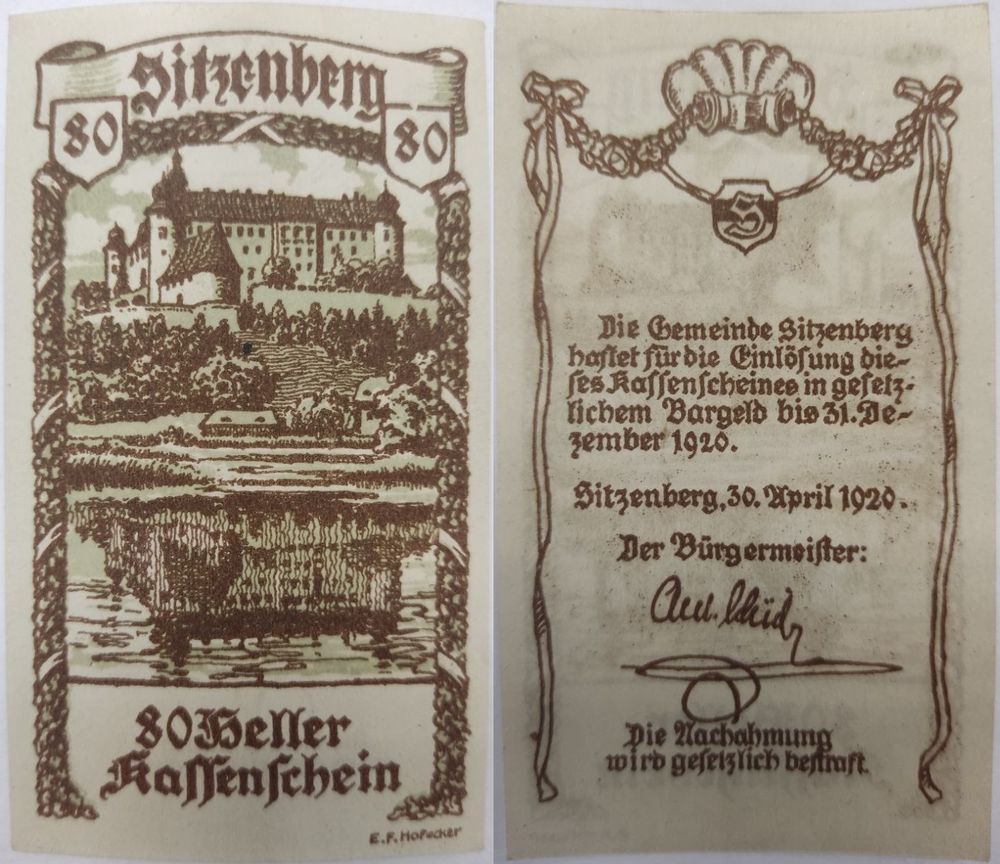 Sitzenberg
80
80
80 Heller
Kassenschein
E.F. Hofecker
S
Die Gemeinde Sitzenberg
haftet für die Einlösung die-
ses Kassenscheines in gesetz-
lichem Bargeld bis 31. De-
zember 1920.
Sitzenberg, 30. April 1920.
Der Bürgermeister:
Die Nachahmung
wird gesetzlich bestraft.